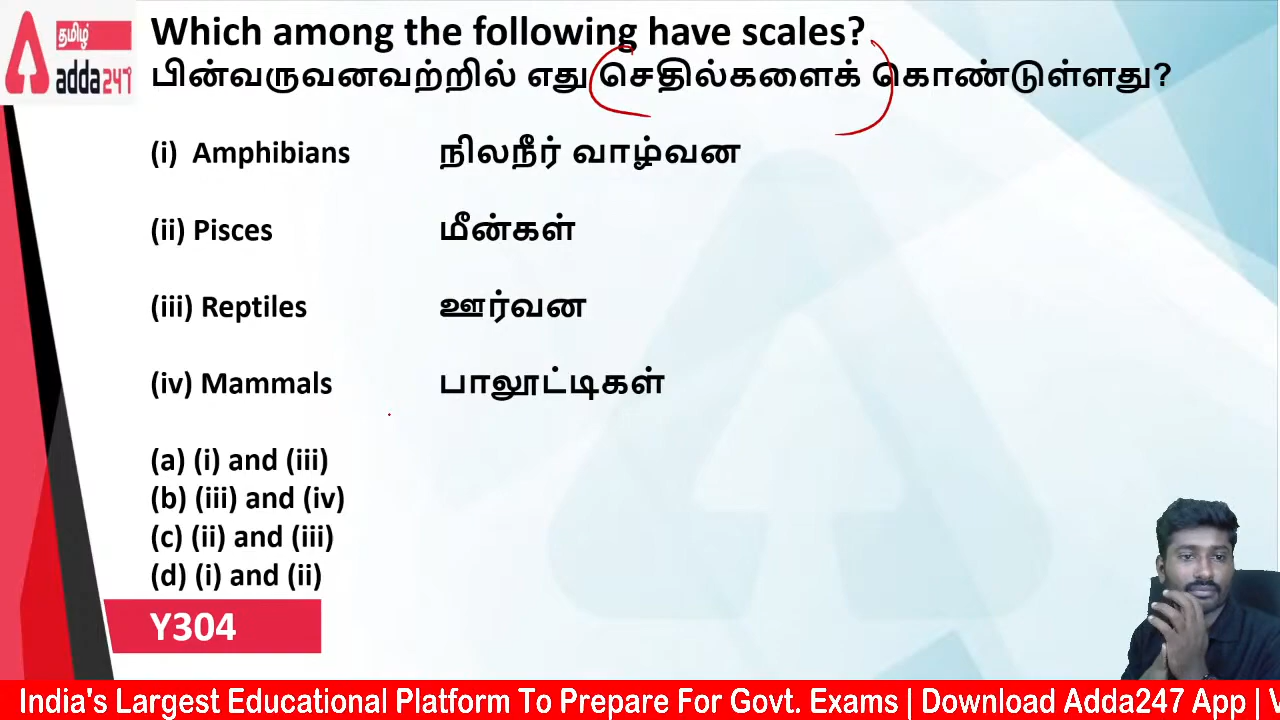 தமிழ்
adda247
Which among the following have scales?
பின்வருவனவற்றில் எது செதில்களைக் கொண்டுள்ளது?
(i) Amphibians நிலநீர் வாழ்வன
(ii) Pisces மீன்கள்
(iii) Reptiles ஊர்வன
(iv) Mammals பாலூட்டிகள்
(a) (i) and (iii)
(b) (iii) and (iv)
(c) (ii) and (iii)
(d) (i) and (ii)
Y304
India's Largest Educational Platform To Prepare For Govt. Exams | Download Adda247 App |